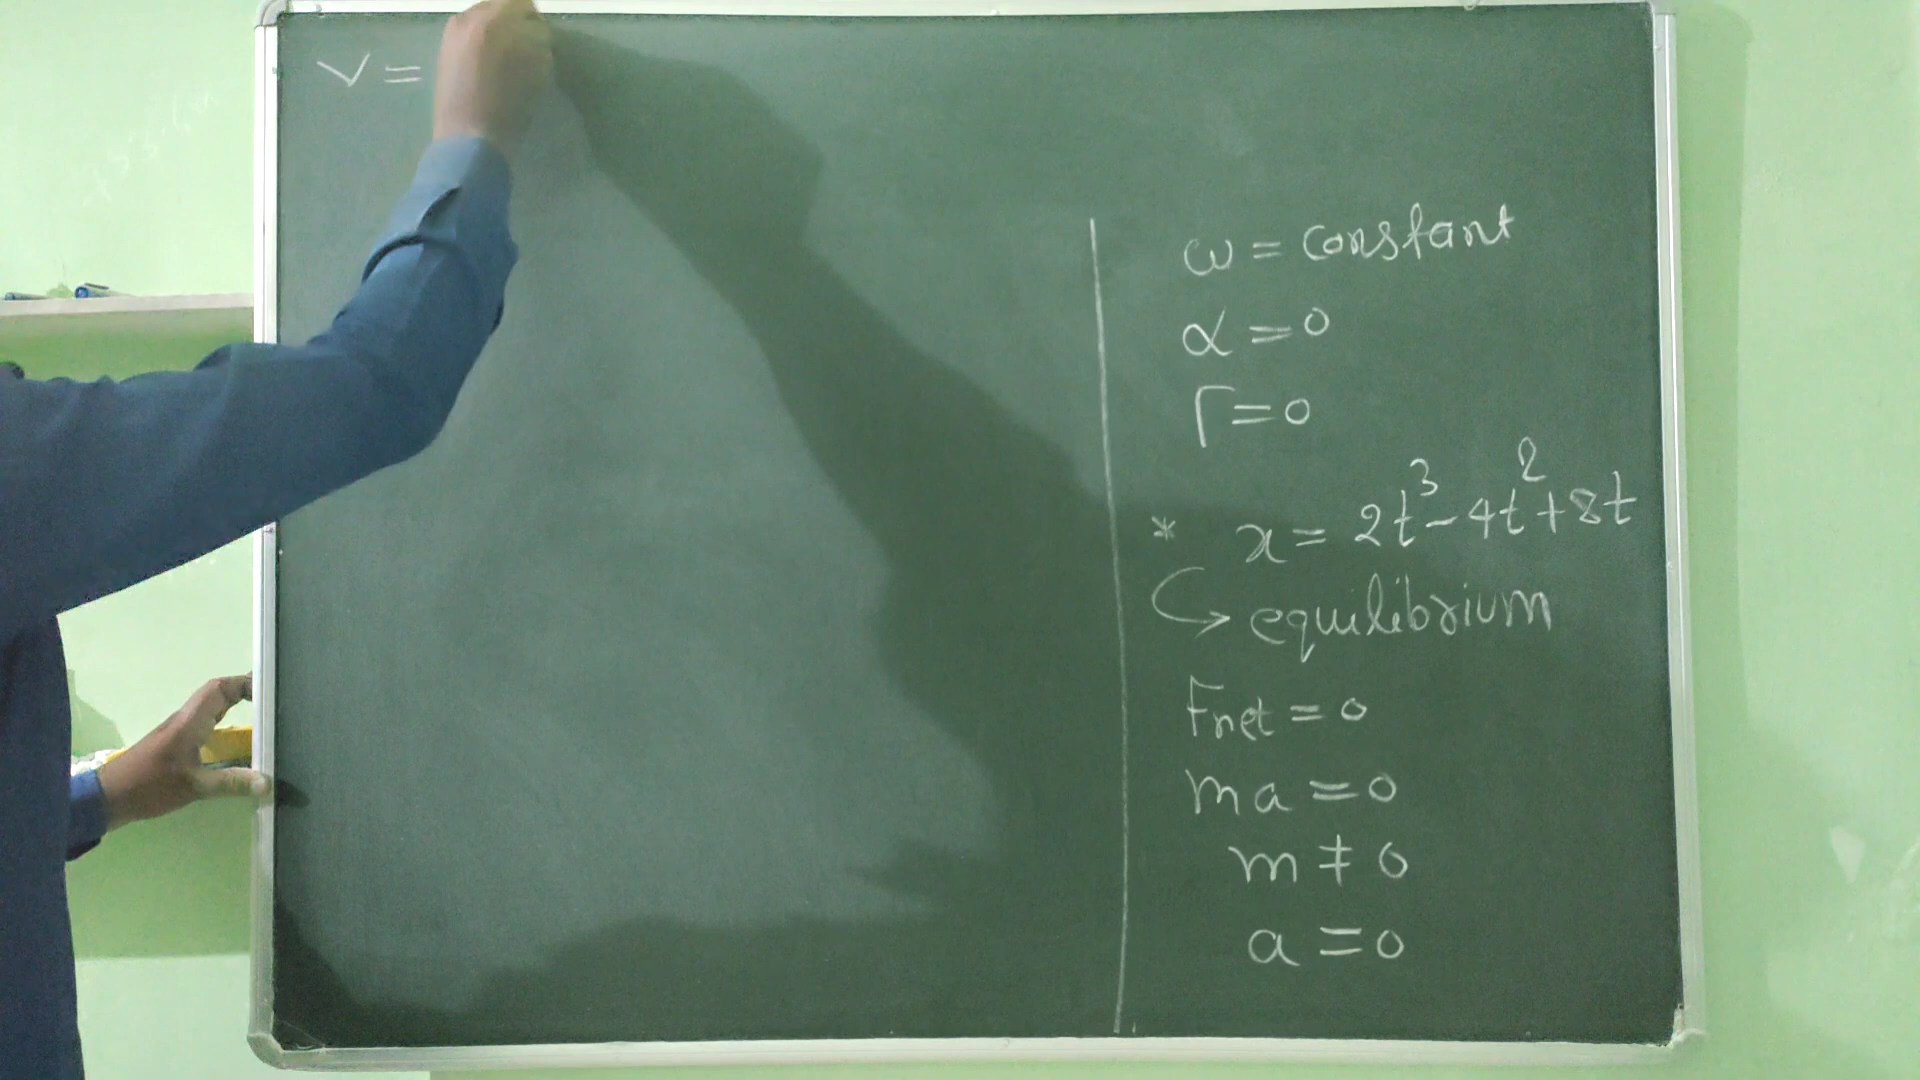 v =
ω = constant
α = 0
Γ = 0
* x = 2t³ - 4t² + 8t
↪ equilibrium
Fnet = 0
ma = 0
m ≠ 0
a = 0